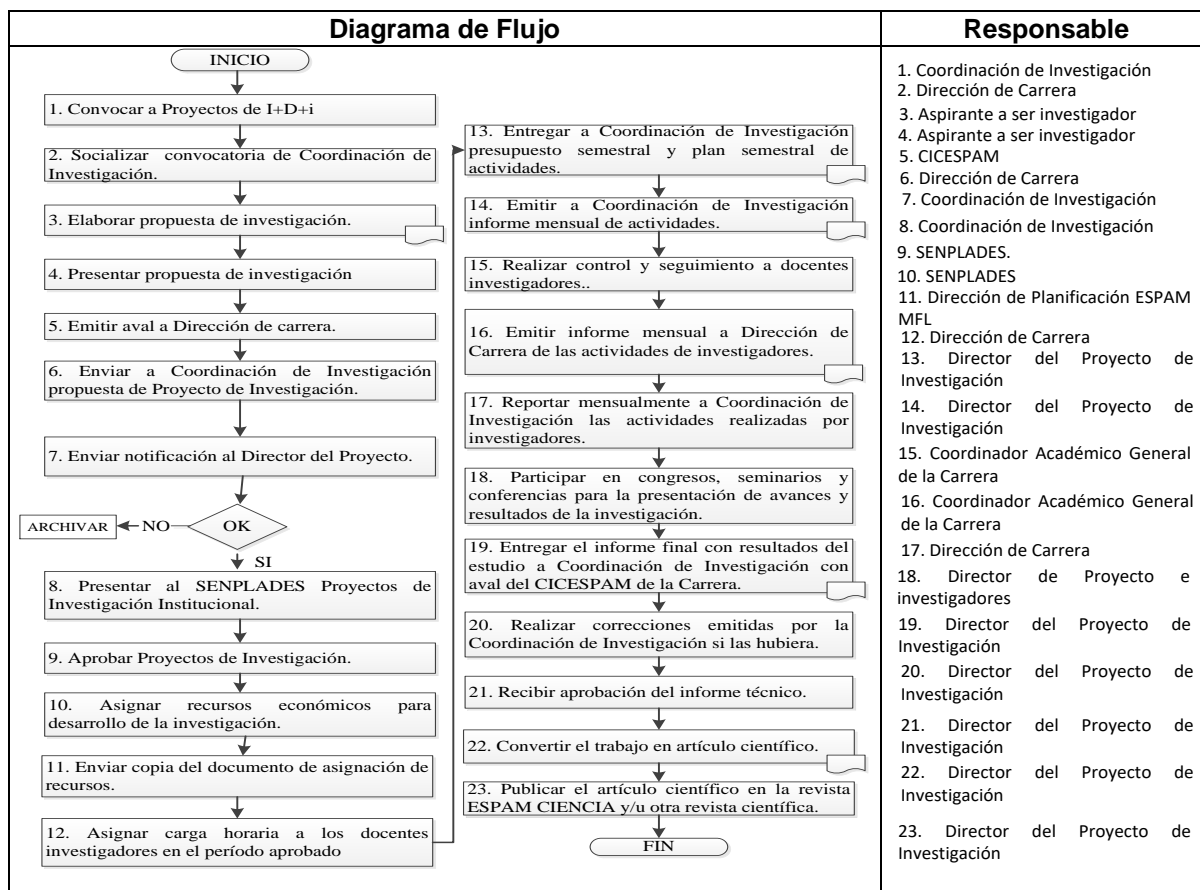 Diagrama de Flujo
Responsable
INICIO
1. Convocar a Proyectos de I+D+i
2. Socializar convocatoria de Coordinación de
Investigación.
3. Elaborar propuesta de investigación.
4. Presentar propuesta de investigación
5. Emitir aval a Dirección de carrera.
6. Enviar a Coordinación de Investigación
propuesta de Proyecto de Investigación.
7. Enviar notificación al Director del Proyecto.
ARCHIVAR
NO
OK
SI
8. Presentar al SENPLADES Proyectos de
Investigación Institucional.
9. Aprobar Proyectos de Investigación.
10. Asignar recursos económicos para
desarrollo de la investigación.
11. Enviar copia del documento de asignación de
recursos.
12. Asignar carga horaria a los docentes
investigadores en el período aprobado
13. Entregar a Coordinación de Investigación
presupuesto semestral y plan semestral de
actividades.
14. Emitir a Coordinación de Investigación
informe mensual de actividades.
15. Realizar control y seguimiento a docentes
investigadores..
16. Emitir informe mensual a Dirección de
Carrera de las actividades de investigadores.
17. Reportar mensualmente a Coordinación de
Investigación las actividades realizadas por
investigadores.
18. Participar en congresos, seminarios y
conferencias para la presentación de avances y
resultados de la investigación.
19. Entregar el informe final con resultados del
estudio a Coordinación de Investigación con
aval del CICESPAM de la Carrera.
20. Realizar correcciones emitidas por la
Coordinación de Investigación si las hubiera.
21. Recibir aprobación del informe técnico.
22. Convertir el trabajo en artículo científico.
23. Publicar el artículo científico en la revista
ESPAM CIENCIA y/u otra revista científica.
FIN
1. Coordinación de Investigación
2. Dirección de Carrera
3. Aspirante a ser investigador
4. Aspirante a ser investigador
5. CICESPAM
6. Dirección de Carrera
7. Coordinación de Investigación
8. Coordinación de Investigación
9. SENPLADES.
10. SENPLADES
11. Dirección de Planificación ESPAM
MFL
12. Dirección de Carrera
13. Director del Proyecto de
Investigación
14. Director del Proyecto de
Investigación
15. Coordinador Académico General
de la Carrera
16. Coordinador Académico General
de la Carrera
17. Dirección de Carrera
18. Director de Proyecto e
investigadores
19. Director del Proyecto de
Investigación
20. Director del Proyecto de
Investigación
21. Director del Proyecto de
Investigación
22. Director del Proyecto de
Investigación
23. Director del Proyecto de
Investigación